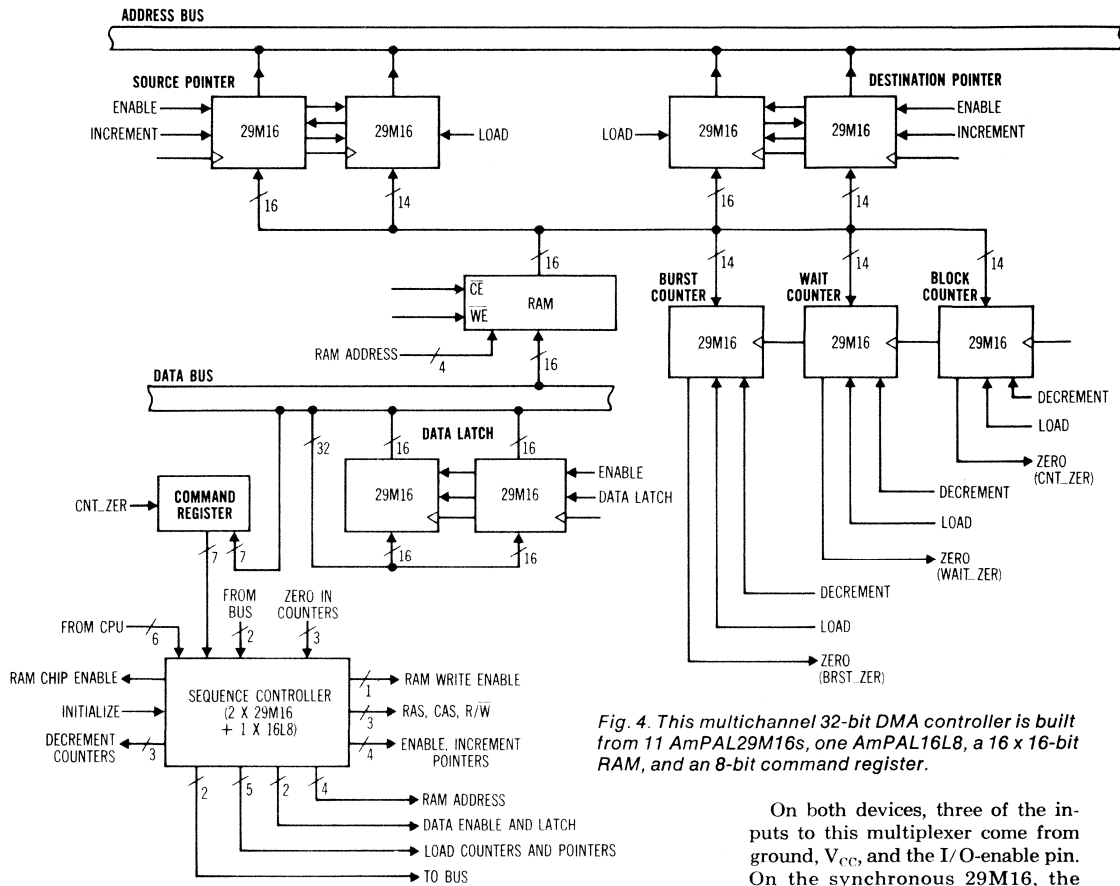 ADDRESS BUS
SOURCE POINTER
DESTINATION POINTER
ENABLE
INCREMENT
29M16
29M16
LOAD
LOAD
29M16
29M16
ENABLE
INCREMENT
16
14
16
14
16
14
14
14
CE
WE
RAM
BURST
COUNTER
WAIT
COUNTER
BLOCK
COUNTER
RAM ADDRESS
4
16
29M16
29M16
29M16
DATA BUS
DECREMENT
LOAD
ZERO
(CNT_ZER)
DECREMENT
LOAD
ZERO
(WAIT_ZER)
DECREMENT
LOAD
ZERO
(BRST_ZER)
32
16
DATA LATCH
16
29M16
29M16
ENABLE
DATA LATCH
16
16
CNT_ZER
COMMAND
REGISTER
7
7
FROM
BUS
ZERO IN
COUNTERS
FROM CPU
6
2
3
RAM CHIP ENABLE
INITIALIZE
DECREMENT
COUNTERS
3
SEQUENCE CONTROLLER
(2 X 29M16
+ 1 X 16L8)
1
RAM WRITE ENABLE
3
RAS, CAS, R/W̅
4
ENABLE, INCREMENT
POINTERS
2
5
2
4
RAM ADDRESS
DATA ENABLE AND LATCH
LOAD COUNTERS AND POINTERS
TO BUS
Fig. 4. This multichannel 32-bit DMA controller is built
from 11 AmPAL29M16s, one AmPAL16L8, a 16 x 16-bit
RAM, and an 8-bit command register.
On both devices, three of the in-
puts to this multiplexer come from
ground, VCC, and the I/O-enable pin.
On the synchronous 29M16, the